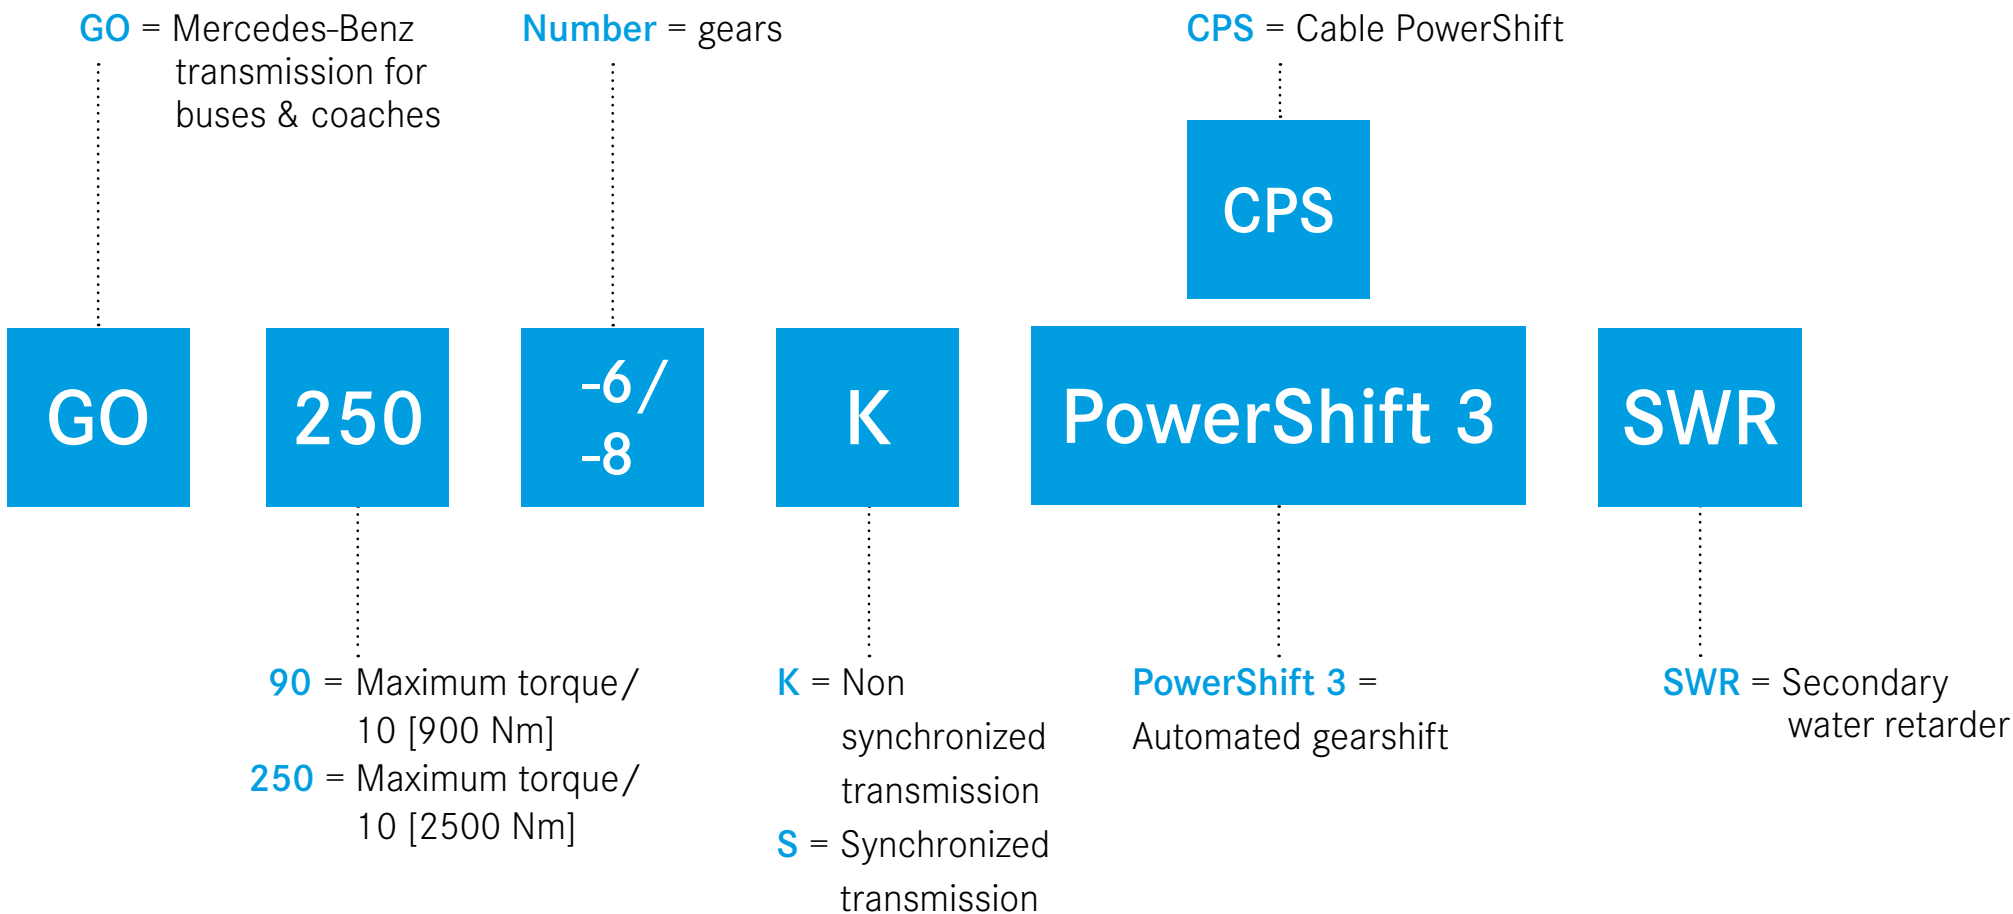 GO = Mercedes-Benz
transmission for
buses & coaches
Number = gears
CPS = Cable PowerShift
CPS
GO
250
-6/
-8
K
PowerShift 3
SWR
90 = Maximum torque/
10 [900 Nm]
250 = Maximum torque/
10 [2500 Nm]
K = Non
synchronized
transmission
S = Synchronized
transmission
PowerShift 3 =
Automated gearshift
SWR = Secondary
water retarder